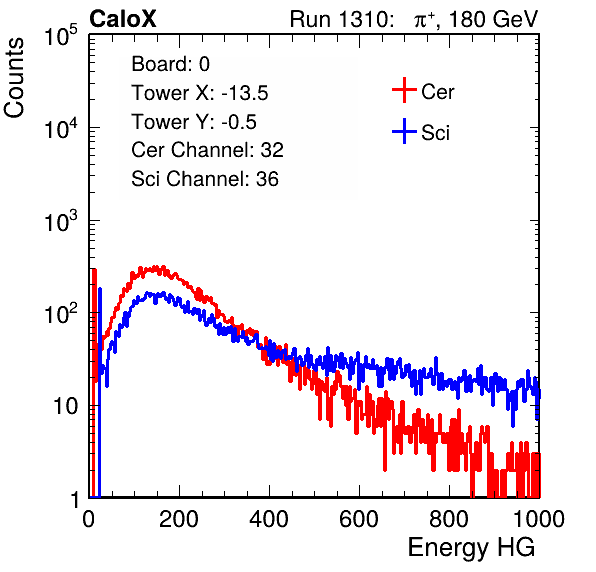 CaloX Run 1310: π⁺, 180 GeV
Counts
10⁵
10⁴
10³
10²
10
1
Board: 0
Tower X: -13.5
Tower Y: -0.5
Cer Channel: 32
Sci Channel: 36
Cer
Sci
0 200 400 600 800 1000
Energy HG